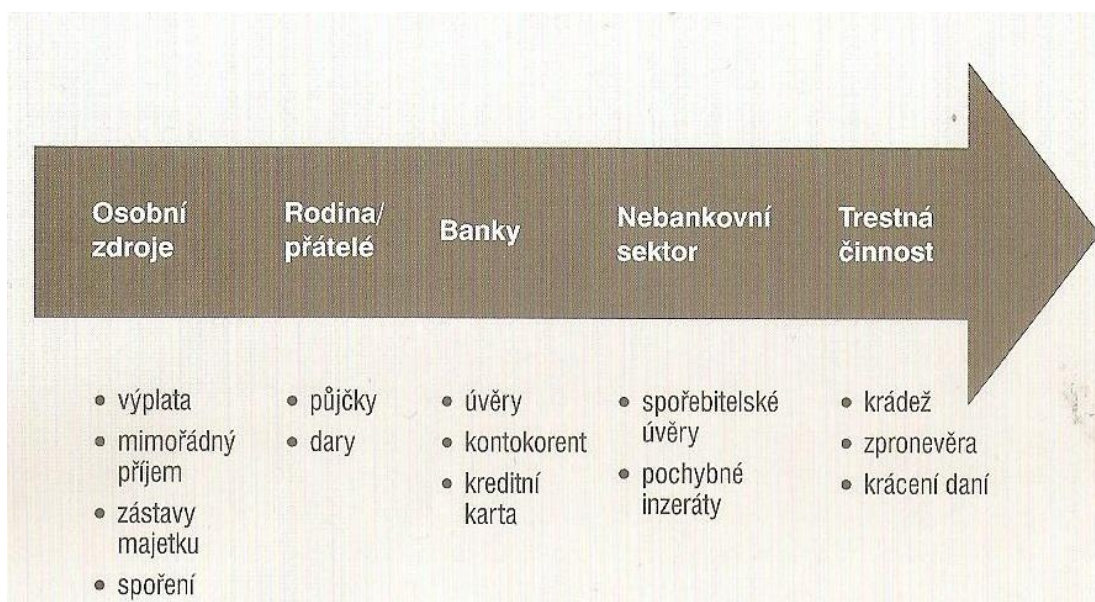 Osobní
zdroje
Rodina/
přátelé
Banky
Nebankovní
sektor
Trestná
činnost
• výplata
• mimořádný
příjem
• zástavy
majetku
• spoření
• půjčky
• dary
• úvěry
• kontokorent
• kreditní
karta
• spořebitelské
úvěry
• pochybné
inzeráty
• krádež
• zpronevěra
• krácení daní